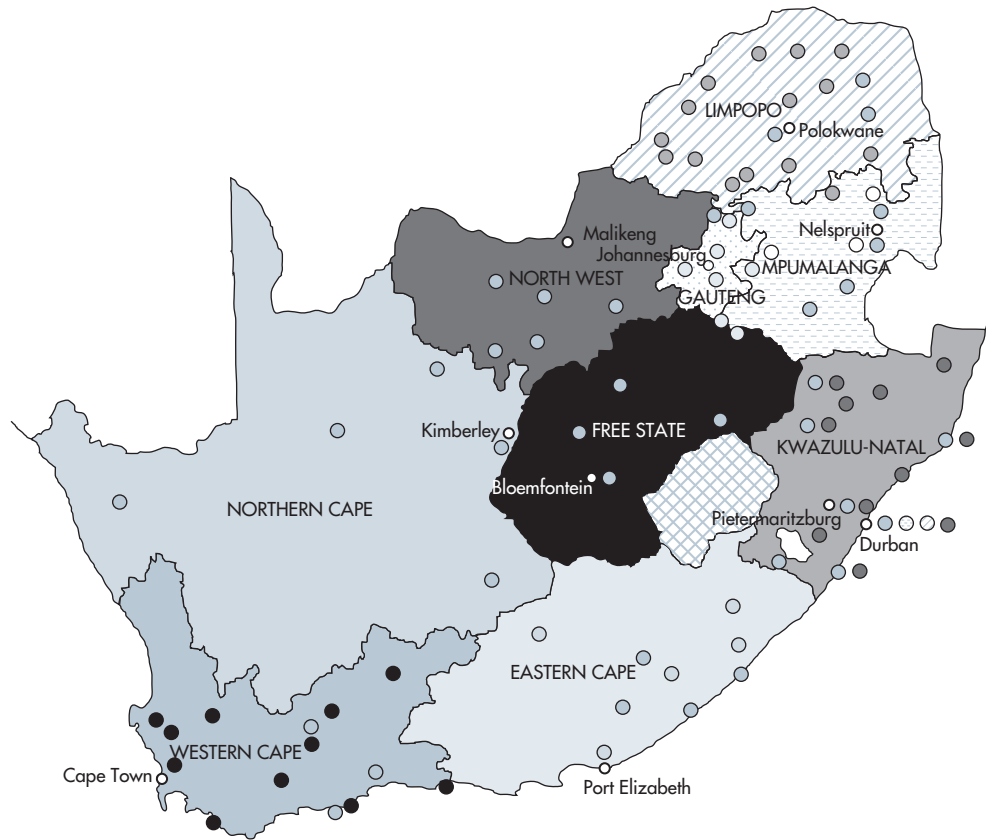 LIMPOPO
Polokwane
Malikeng
Nelspruit
Johannesburg
MPUMALANGA
NORTH WEST
GAUTENG
Kimberley
FREE STATE
KWAZULU-NATAL
Bloemfontein
NORTHERN CAPE
Pietermaritzburg
Durban
EASTERN CAPE
WESTERN CAPE
Cape Town
Port Elizabeth